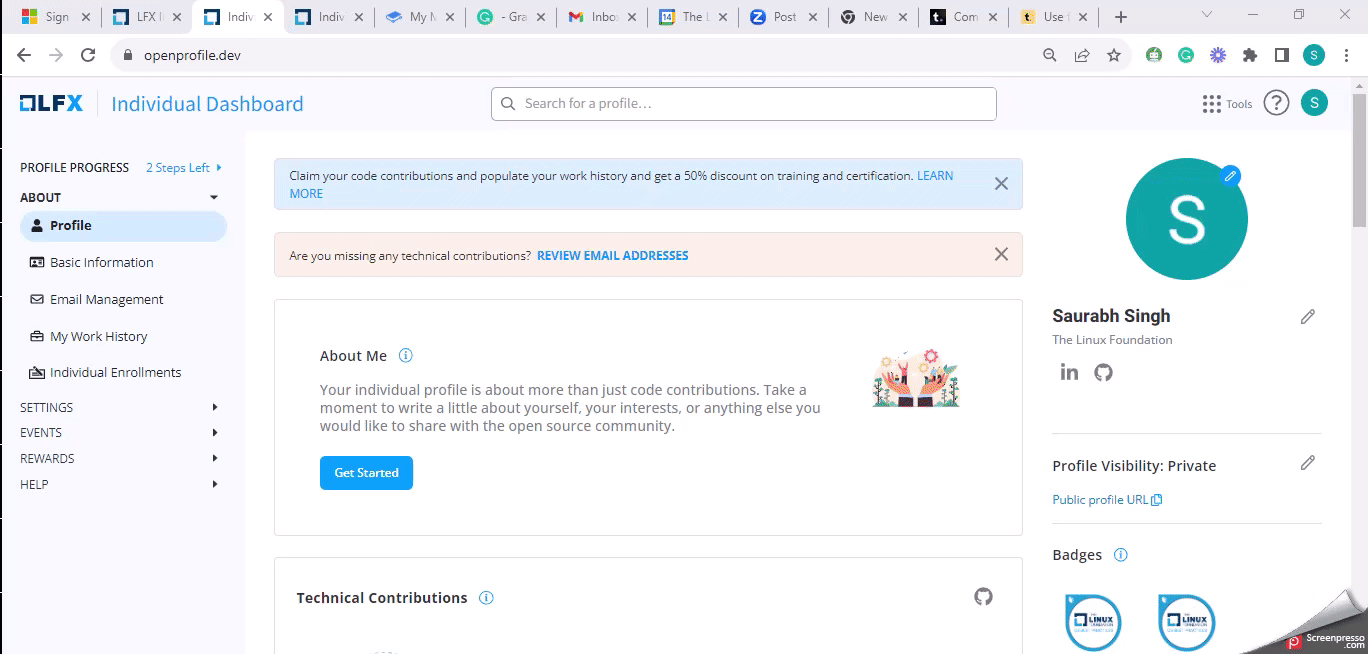 Sign
LFX I
Indiv
Indiv
My M
- Gra
Inbo
The L
Post
New
Com
Use f
openprofile.dev
LFX
Individual Dashboard
Search for a profile...
Tools
?
S
S
PROFILE PROGRESS 2 Steps Left
ABOUT
Profile
Basic Information
Email Management
My Work History
Individual Enrollments
SETTINGS
EVENTS
REWARDS
HELP
Claim your code contributions and populate your work history and get a 50% discount on training and certification. LEARN
MORE
Are you missing any technical contributions? REVIEW EMAIL ADDRESSES
About Me
Your individual profile is about more than just code contributions. Take a
moment to write a little about yourself, your interests, or anything else you
would like to share with the open source community.
Get Started
Technical Contributions
S
Saurabh Singh
The Linux Foundation
in
Profile Visibility: Private
Public profile URL
Badges
LINUX
LINUX
Screenpresso
.com